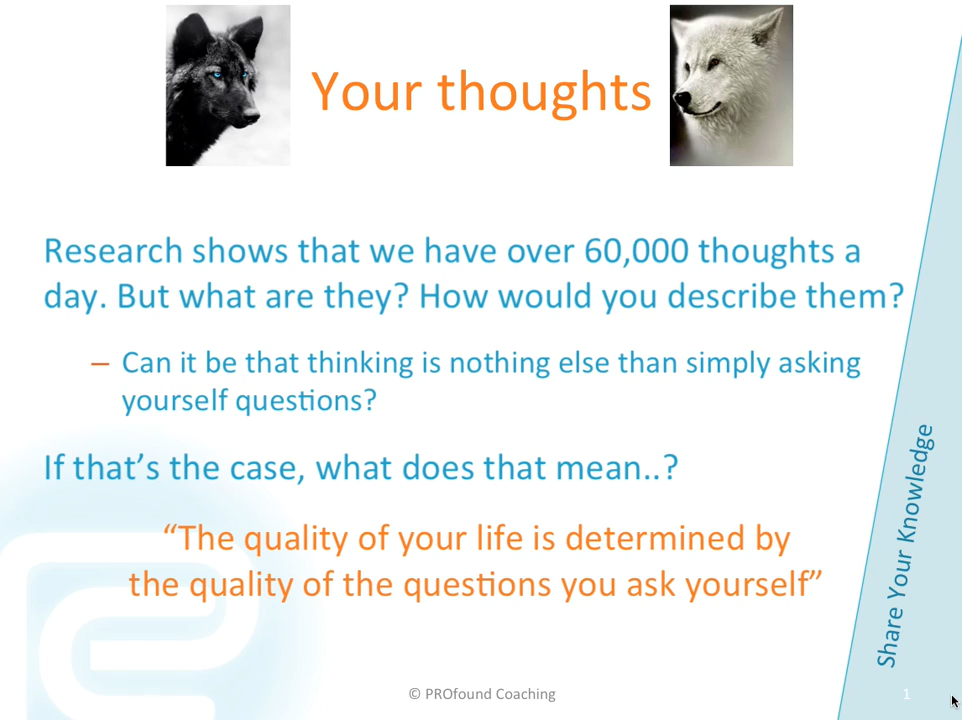 Your thoughts
Research shows that we have over 60,000 thoughts a
day. But what are they? How would you describe them?
– Can it be that thinking is nothing else than simply asking
yourself questions?
If that’s the case, what does that mean..?
“The quality of your life is determined by
the quality of the questions you ask yourself”
Share Your Knowledge
© PROfound Coaching
1